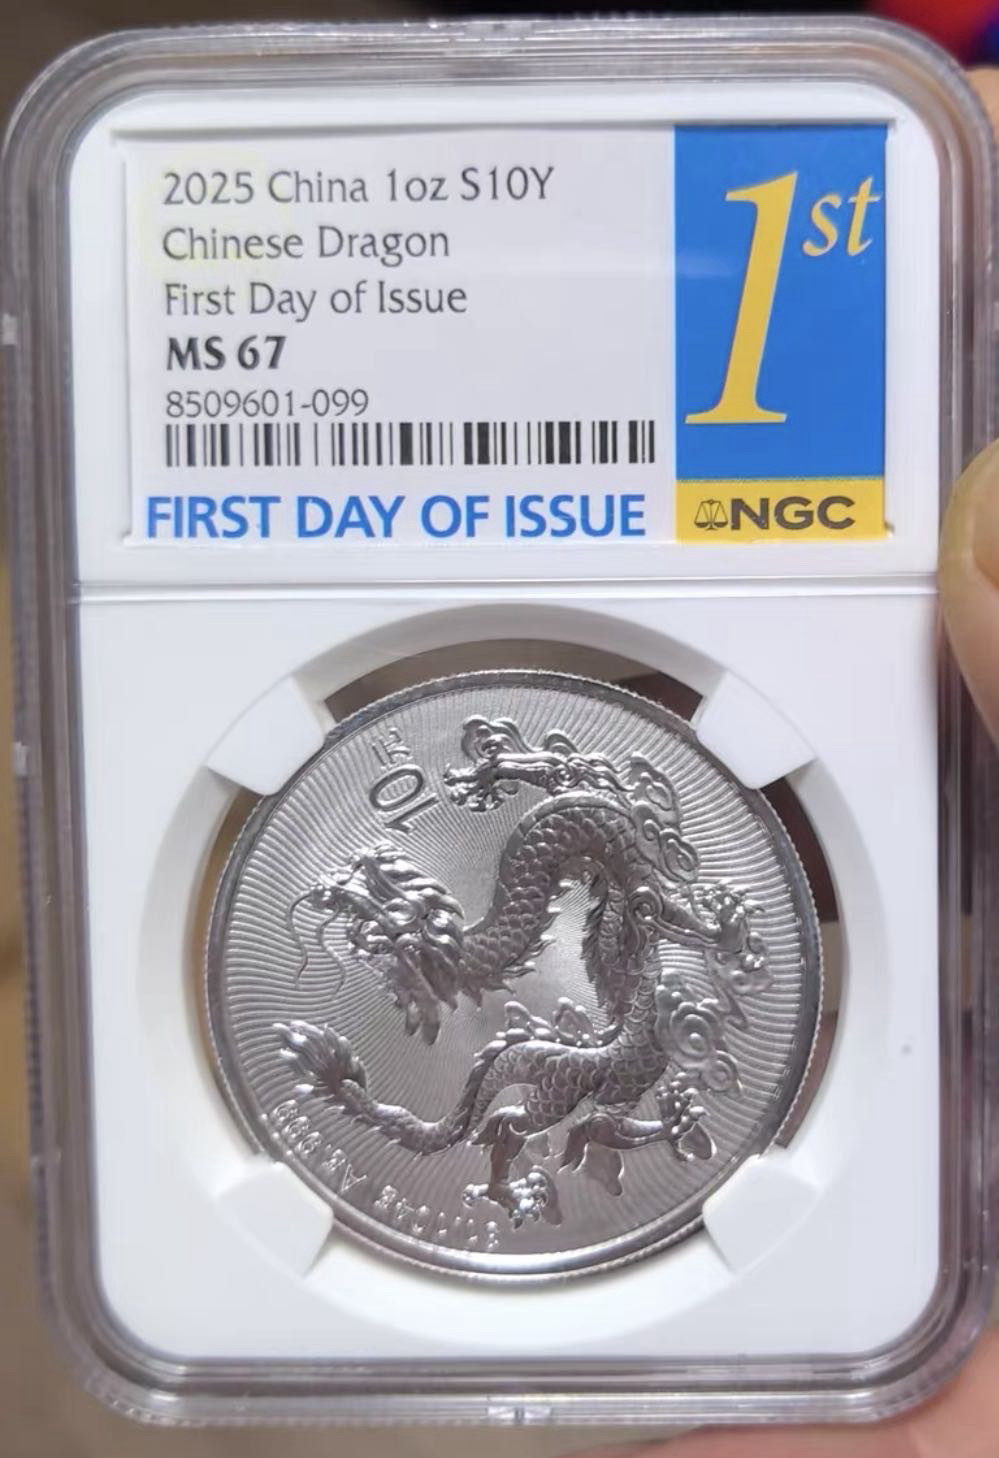 2025 China 1oz S10Y
Chinese Dragon
First Day of Issue
MS 67
8509601-099
FIRST DAY OF ISSUE
1st
NGC
10元